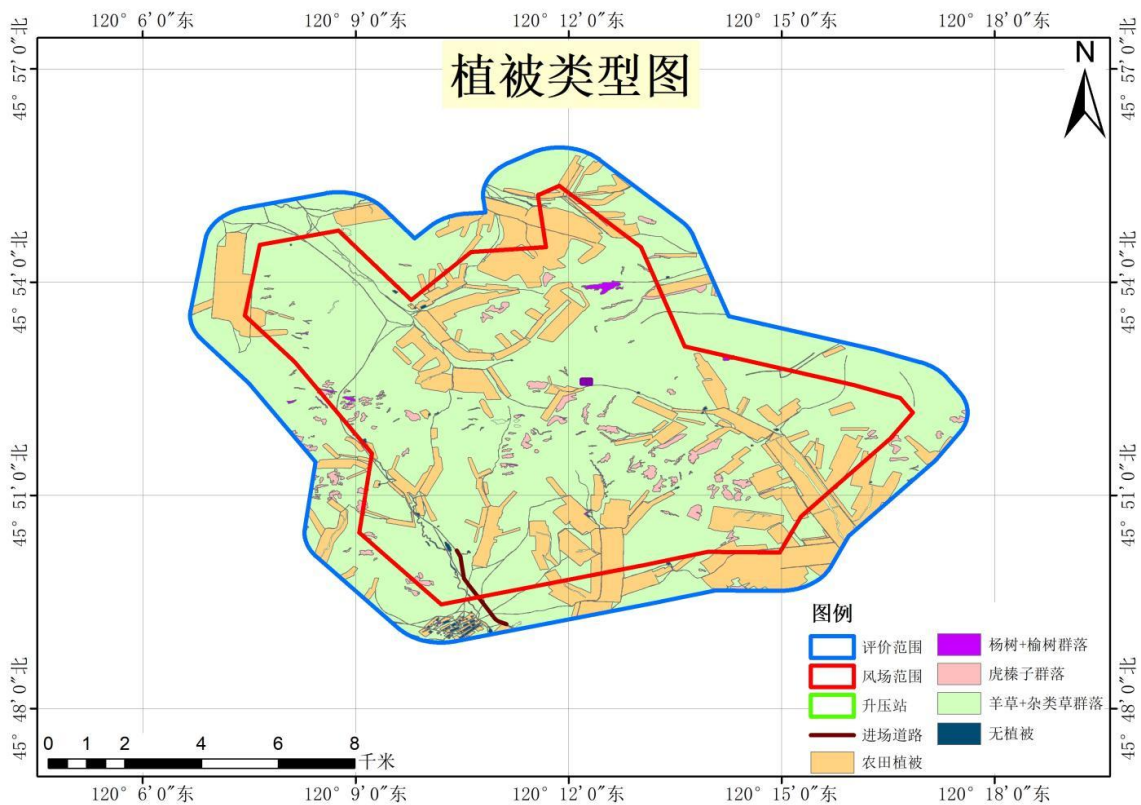 120° 6′ 0″东 120° 9′ 0″东 120° 12′ 0″东 120° 15′ 0″东 120° 18′ 0″东
植被类型图
N
45° 57′ 0″北
45° 57′ 0″北
45° 54′ 0″北
45° 54′ 0″北
45° 51′ 0″北
45° 51′ 0″北
45° 48′ 0″北
45° 48′ 0″北
图例
评价范围
杨树+榆树群落
风场范围
虎榛子群落
升压站
羊草+杂类草群落
进场道路
无植被
农田植被
0 1 2 4 6 8
千米
120° 6′ 0″东 120° 9′ 0″东 120° 12′ 0″东 120° 15′ 0″东 120° 18′ 0″东